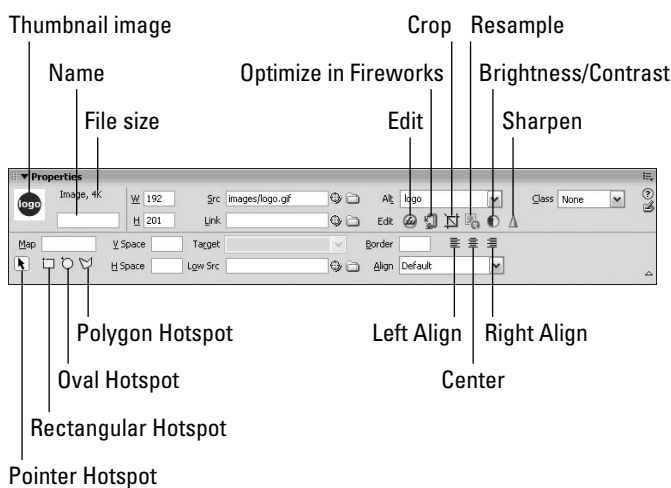 Thumbnail image
Crop Resample
Name
Optimize in Fireworks
Brightness/Contrast
File size
Edit
Sharpen
Properties
logo
Image, 4K
W 192
Src images/logo.gif
Alt logo
Class None
H 201
Link
Edit
Map
V Space
Target
Border
H Space
Low Src
Align Default
Polygon Hotspot
Left Align Right Align
Oval Hotspot
Center
Rectangular Hotspot
Pointer Hotspot